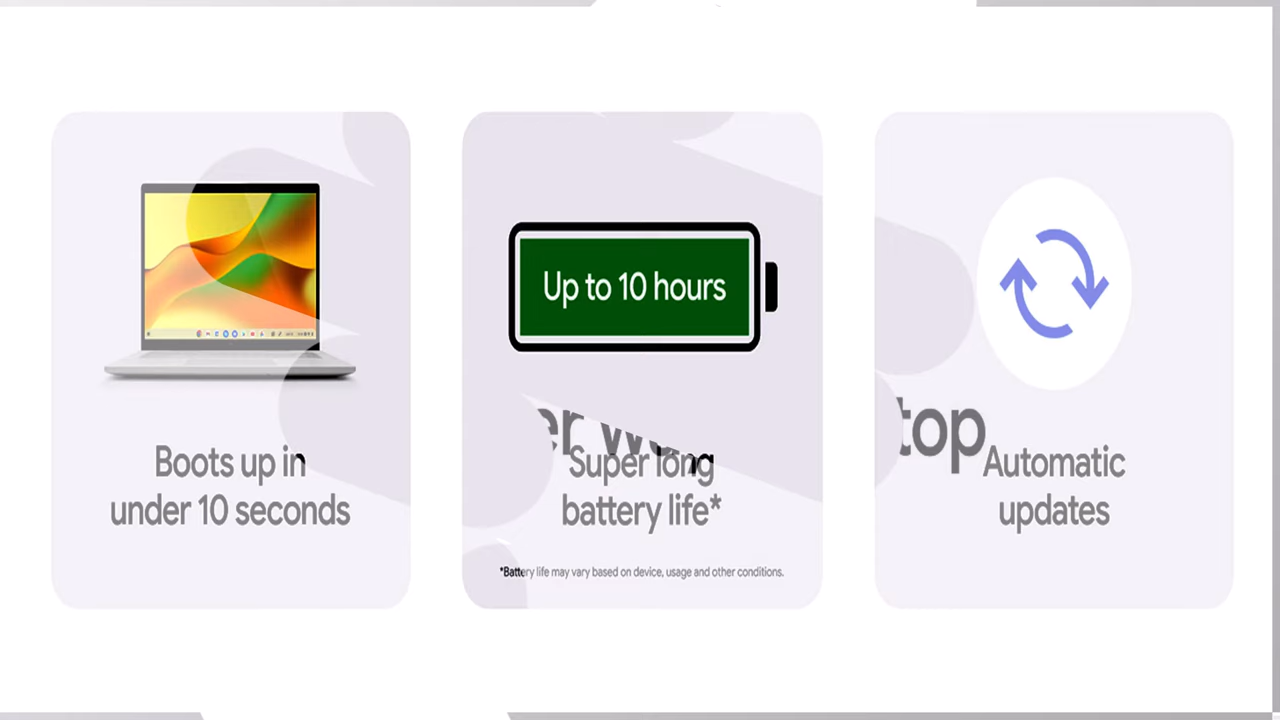 Boots up in
under 10 seconds
Up to 10 hours
Super long
battery life*
*Battery life may vary based on device, usage and other conditions.
top
Automatic
updates